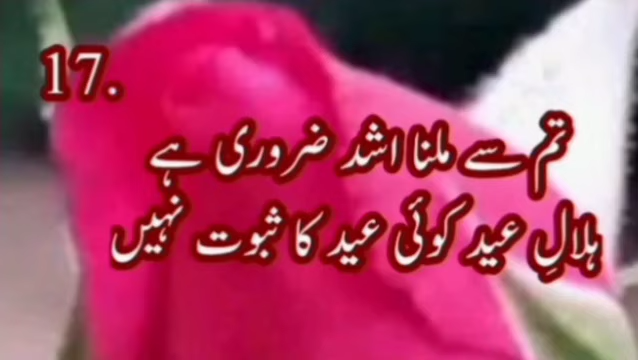 17.
تم سے ملنا اشد ضروری ہے
ہلالِ عید کوئی عید کا ثبوت نہیں